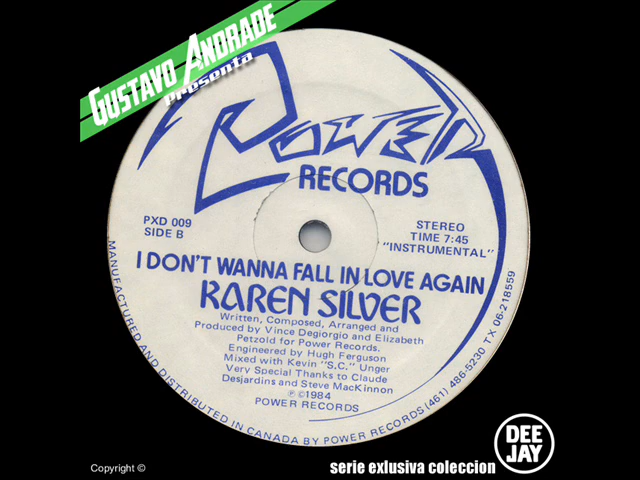 GUSTAVO ANDRADE
presenta
POWER
RECORDS
PXD 009
SIDE B
STEREO
TIME 7:45
"INSTRUMENTAL"
I DON'T WANNA FALL IN LOVE AGAIN
KAREN SILVER
Written, Composed, Arranged and
Produced by Vince Degiorgio and Elizabeth
Petzold for Power Records.
Engineered by Hugh Ferguson
Mixed with Kevin "S.C." Unger
Very Special Thanks to Claude
Desjardins and Steve MacKinnon
℗©1984
POWER RECORDS
MANUFACTURED AND DISTRIBUTED IN CANADA BY POWER RECORDS (461) 486-5230 TX 06-218559
DEE
JAY
Copyright ©
serie exlusiva coleccion